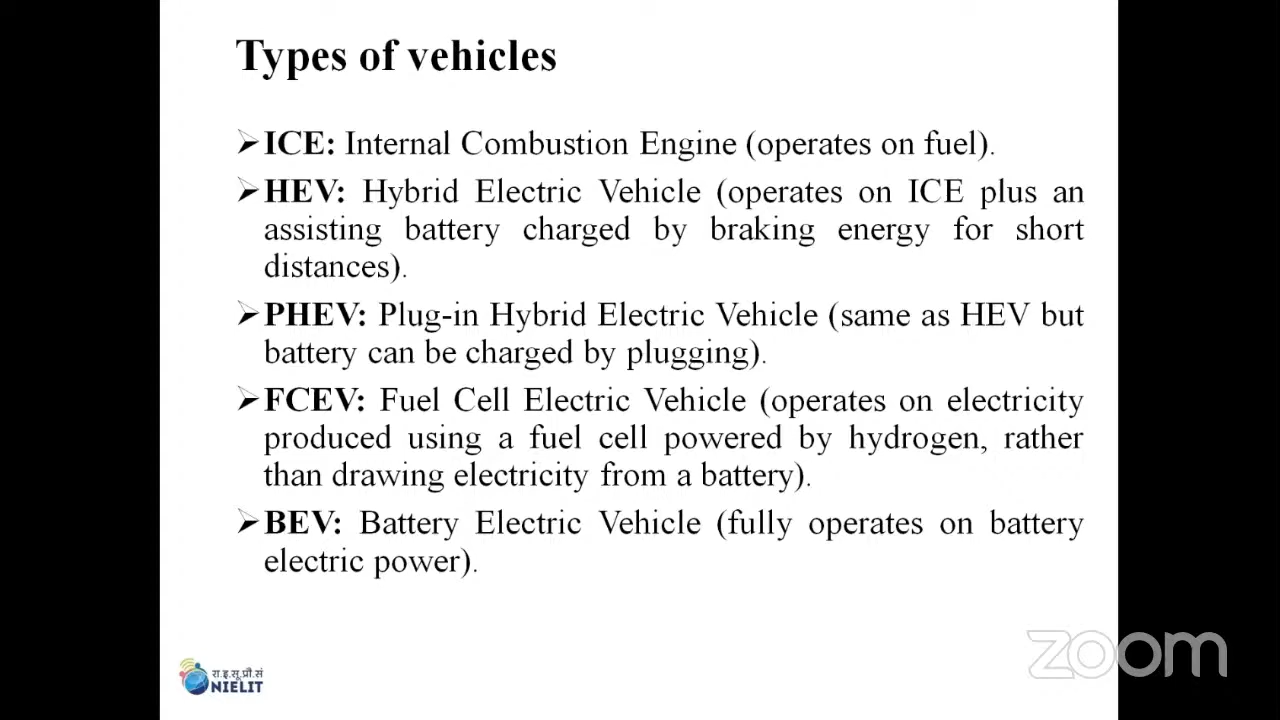 Types of vehicles
➢ICE: Internal Combustion Engine (operates on fuel).
➢HEV: Hybrid Electric Vehicle (operates on ICE plus an
assisting battery charged by braking energy for short
distances).
➢PHEV: Plug-in Hybrid Electric Vehicle (same as HEV but
battery can be charged by plugging).
➢FCEV: Fuel Cell Electric Vehicle (operates on electricity
produced using a fuel cell powered by hydrogen, rather
than drawing electricity from a battery).
➢BEV: Battery Electric Vehicle (fully operates on battery
electric power).
zoom
रा.इ.सू.प्रौ.सं
NIELIT